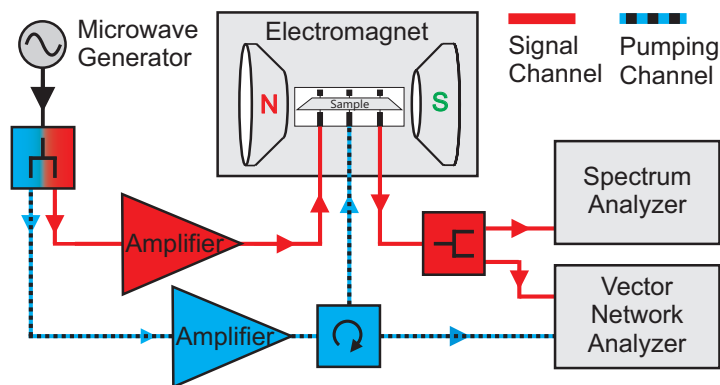 Microwave
Generator
Electromagnet
Signal
Channel
Pumping
Channel
N
Sample
S
Amplifier
Spectrum
Analyzer
Amplifier
Vector
Network
Analyzer